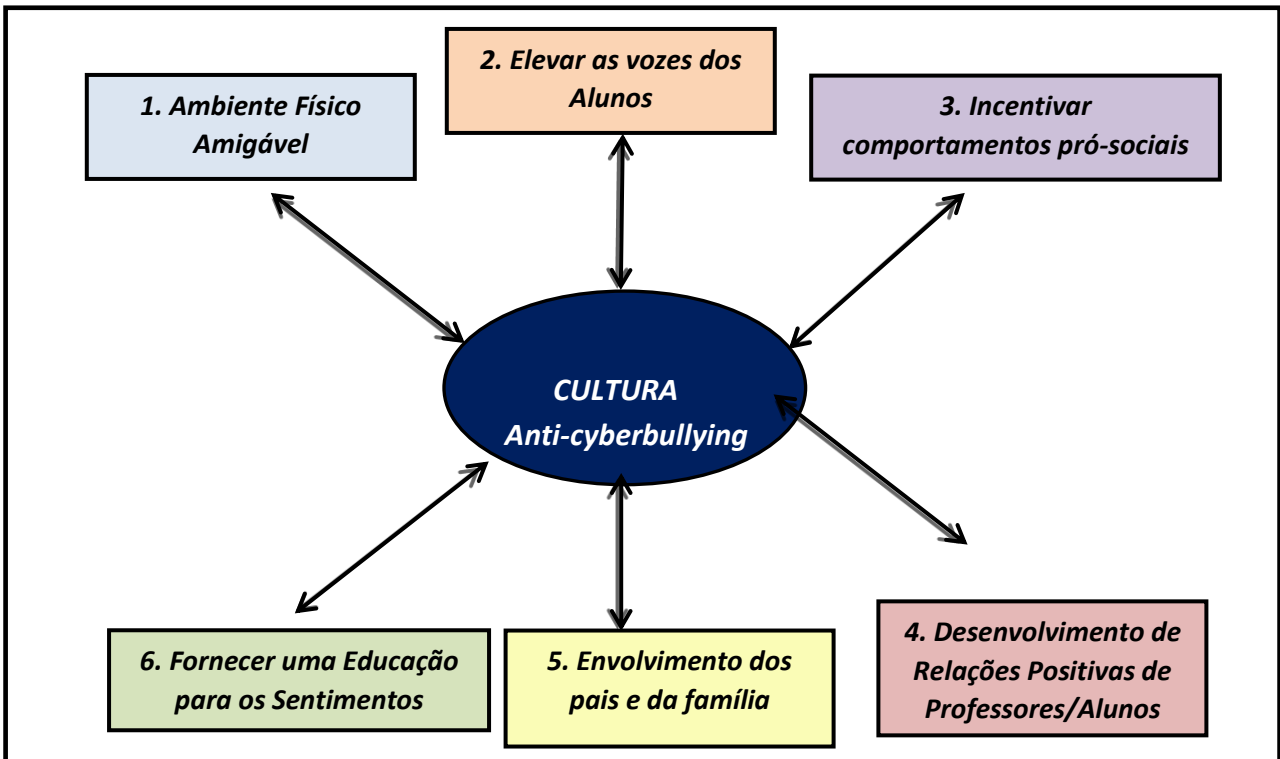 1. Ambiente Físico
Amigável
2. Elevar as vozes dos
Alunos
3. Incentivar
comportamentos pró-sociais
CULTURA
Anti-cyberbullying
6. Fornecer uma Educação
para os Sentimentos
5. Envolvimento dos
pais e da família
4. Desenvolvimento de
Relações Positivas de
Professores/Alunos